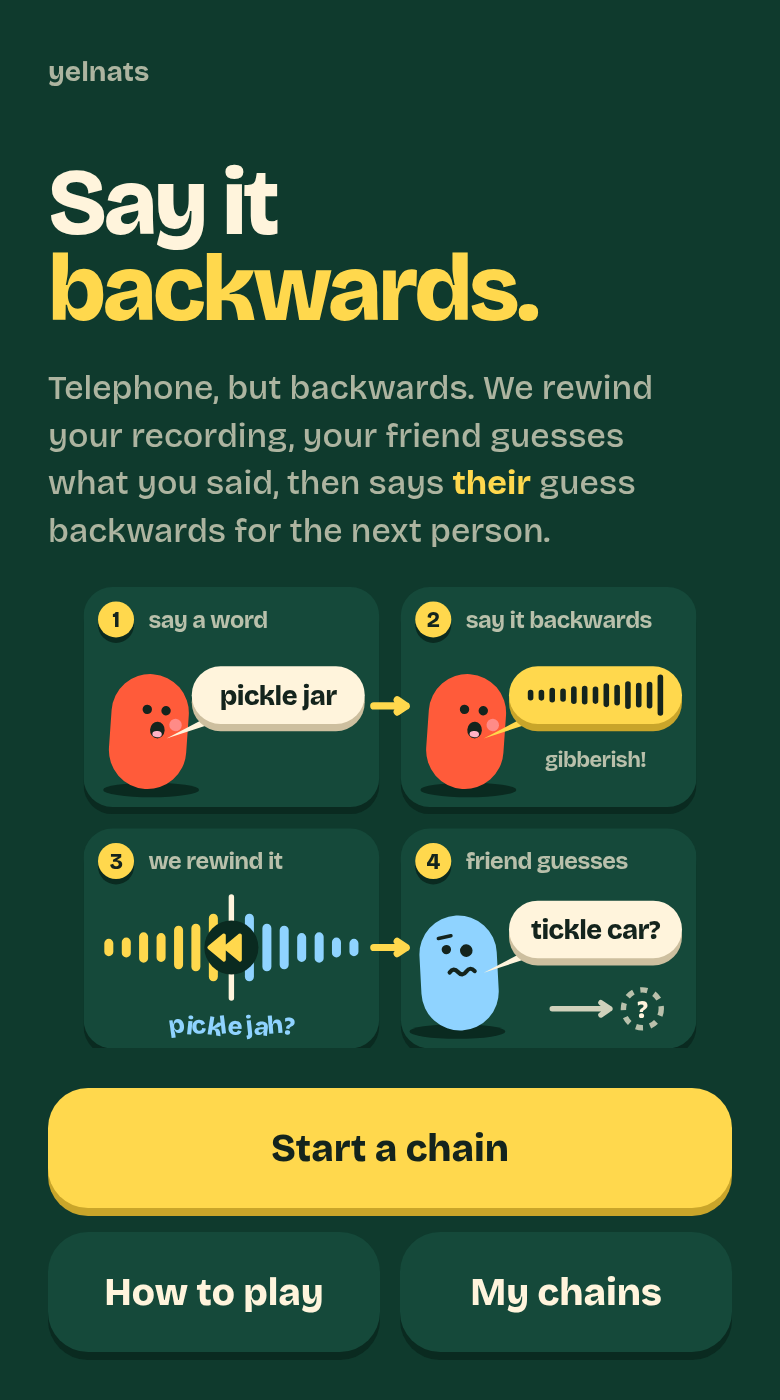 yelnats
Say it
backwards.
Telephone, but backwards. We rewind
your recording, your friend guesses
what you said, then says their guess
backwards for the next person.
1 say a word
pickle jar
2 say it backwards
gibberish!
3 we rewind it
pickle jah?
4 friend guesses
tickle car?
?
Start a chain
How to play
My chains